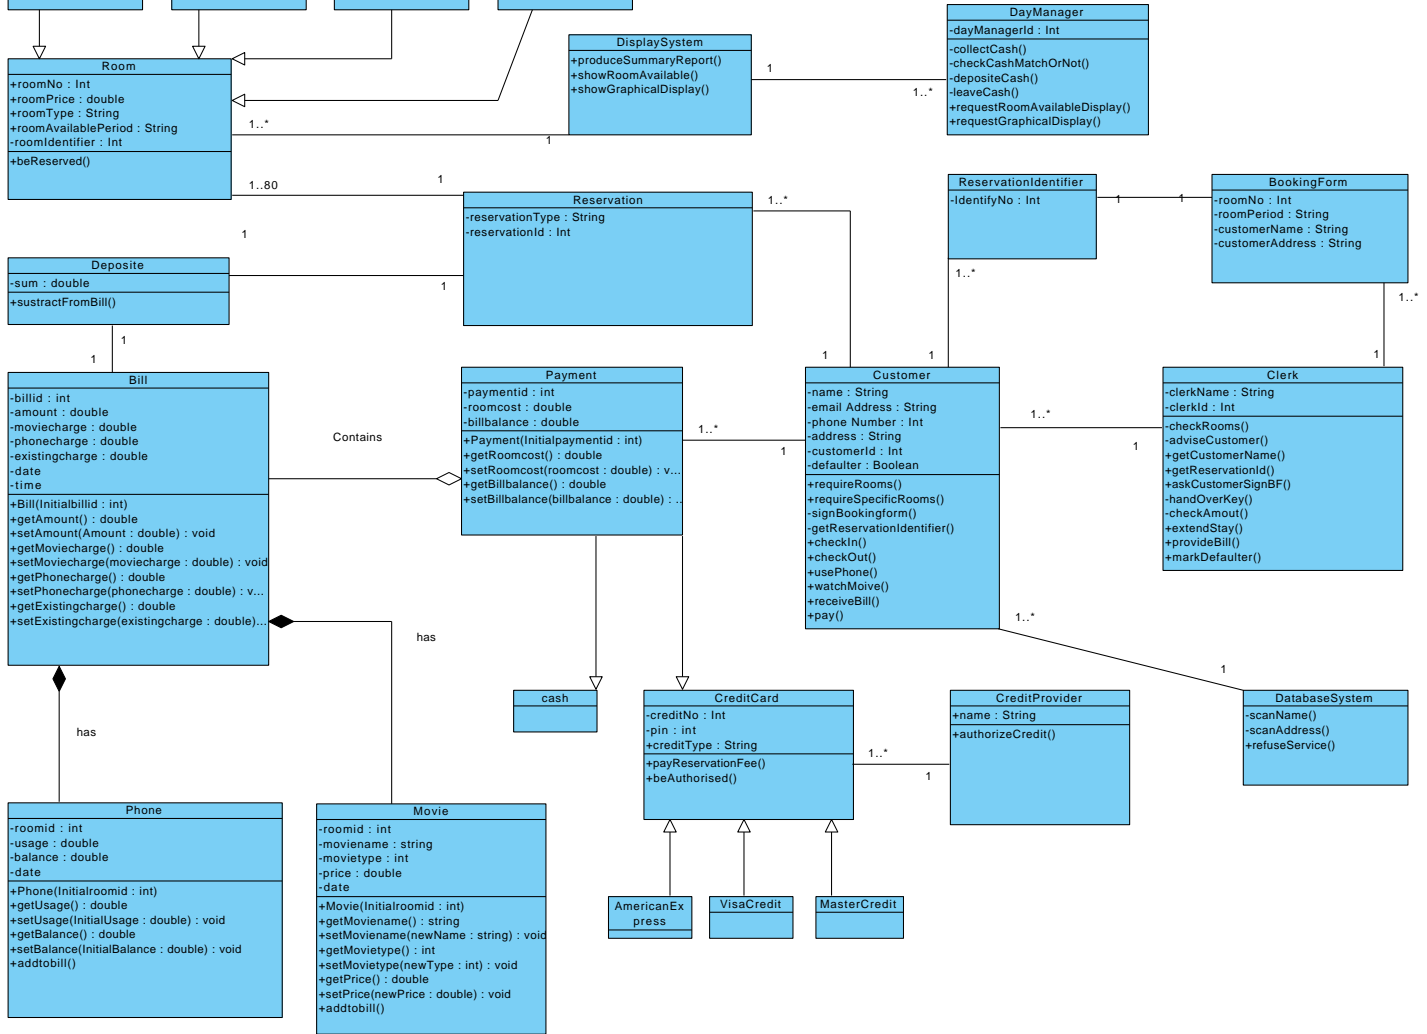 DayManager
-dayManagerId : Int
-collectCash()
-checkCashMatchOrNot()
-depositeCash()
-leaveCash()
+requestRoomAvailableDisplay()
+requestGraphicalDisplay()
DisplaySystem
+produceSummaryReport()
+showRoomAvailable()
+showGraphicalDisplay()
1
1..*
Room
+roomNo : Int
+roomPrice : double
+roomType : String
+roomAvailablePeriod : String
-roomIdentifier : Int
+beReserved()
1..*
1
1..80
1
Reservation
-reservationType : String
-reservationId : Int
1..*
ReservationIdentifier
-IdentifyNo : Int
1
1
BookingForm
-roomNo : Int
-roomPeriod : String
-customerName : String
-customerAddress : String
1
Deposite
-sum : double
+sustractFromBill()
1
1..*
1..*
1
1
1
1
1
Bill
-billid : int
-amount : double
-moviecharge : double
-phonecharge : double
-existingcharge : double
-date
-time
+Bill(Initialbillid : int)
+getAmount() : double
+setAmount(Amount : double) : void
+getMoviecharge() : double
+setMoviecharge(moviecharge : double) : void
+getPhonecharge() : double
+setPhonecharge(phonecharge : double) : v...
+getExistingcharge() : double
+setExistingcharge(existingcharge : double)...
Contains
Payment
-paymentid : int
-roomcost : double
-billbalance : double
+Payment(Initialpaymentid : int)
+getRoomcost() : double
+setRoomcost(roomcost : double) : v...
+getBillbalance() : double
+setBillbalance(billbalance : double) : ..
1..*
1
Customer
-name : String
-email Address : String
-phone Number : Int
-address : String
-customerId : Int
-defaulter : Boolean
+requireRooms()
+requireSpecificRooms()
-signBookingform()
-getReservationIdentifier()
+checkIn()
+checkOut()
+usePhone()
+watchMoive()
+receiveBill()
+pay()
1..*
1
Clerk
-clerkName : String
-clerkId : Int
-checkRooms()
-adviseCustomer()
+getCustomerName()
+getReservationId()
+askCustomerSignBF()
-handOverKey()
-checkAmout()
+extendStay()
+provideBill()
+markDefaulter()
has
1..*
1
has
cash
CreditCard
-creditNo : Int
-pin : int
+creditType : String
+payReservationFee()
+beAuthorised()
1..*
1
CreditProvider
+name : String
+authorizeCredit()
DatabaseSystem
-scanName()
-scanAddress()
+refuseService()
Phone
-roomid : int
-usage : double
-balance : double
-date
+Phone(Initialroomid : int)
+getUsage() : double
+setUsage(InitialUsage : double) : void
+getBalance() : double
+setBalance(InitialBalance : double) : void
+addtobill()
Movie
-roomid : int
-moviename : string
-movietype : int
-price : double
-date
+Movie(Initialroomid : int)
+getMoviename() : string
+setMoviename(newName : string) : void
+getMovietype() : int
+setMovietype(newType : int) : void
+getPrice() : double
+setPrice(newPrice : double) : void
+addtobill()
AmericanEx
press
VisaCredit
MasterCredit